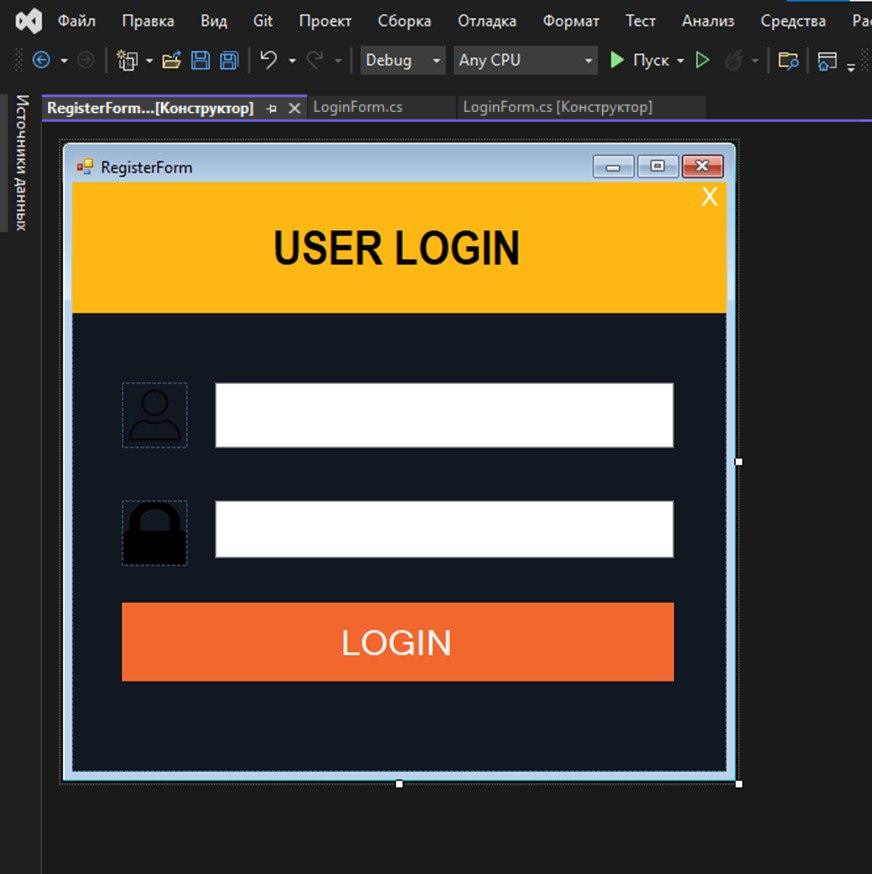 Файл Правка Вид Git Проект Сборка Отладка Формат Тест Анализ Средства
Debug Any CPU Пуск
Источники данных
RegisterForm...[Конструктор] LoginForm.cs LoginForm.cs [Конструктор]
RegisterForm
X
USER LOGIN
LOGIN